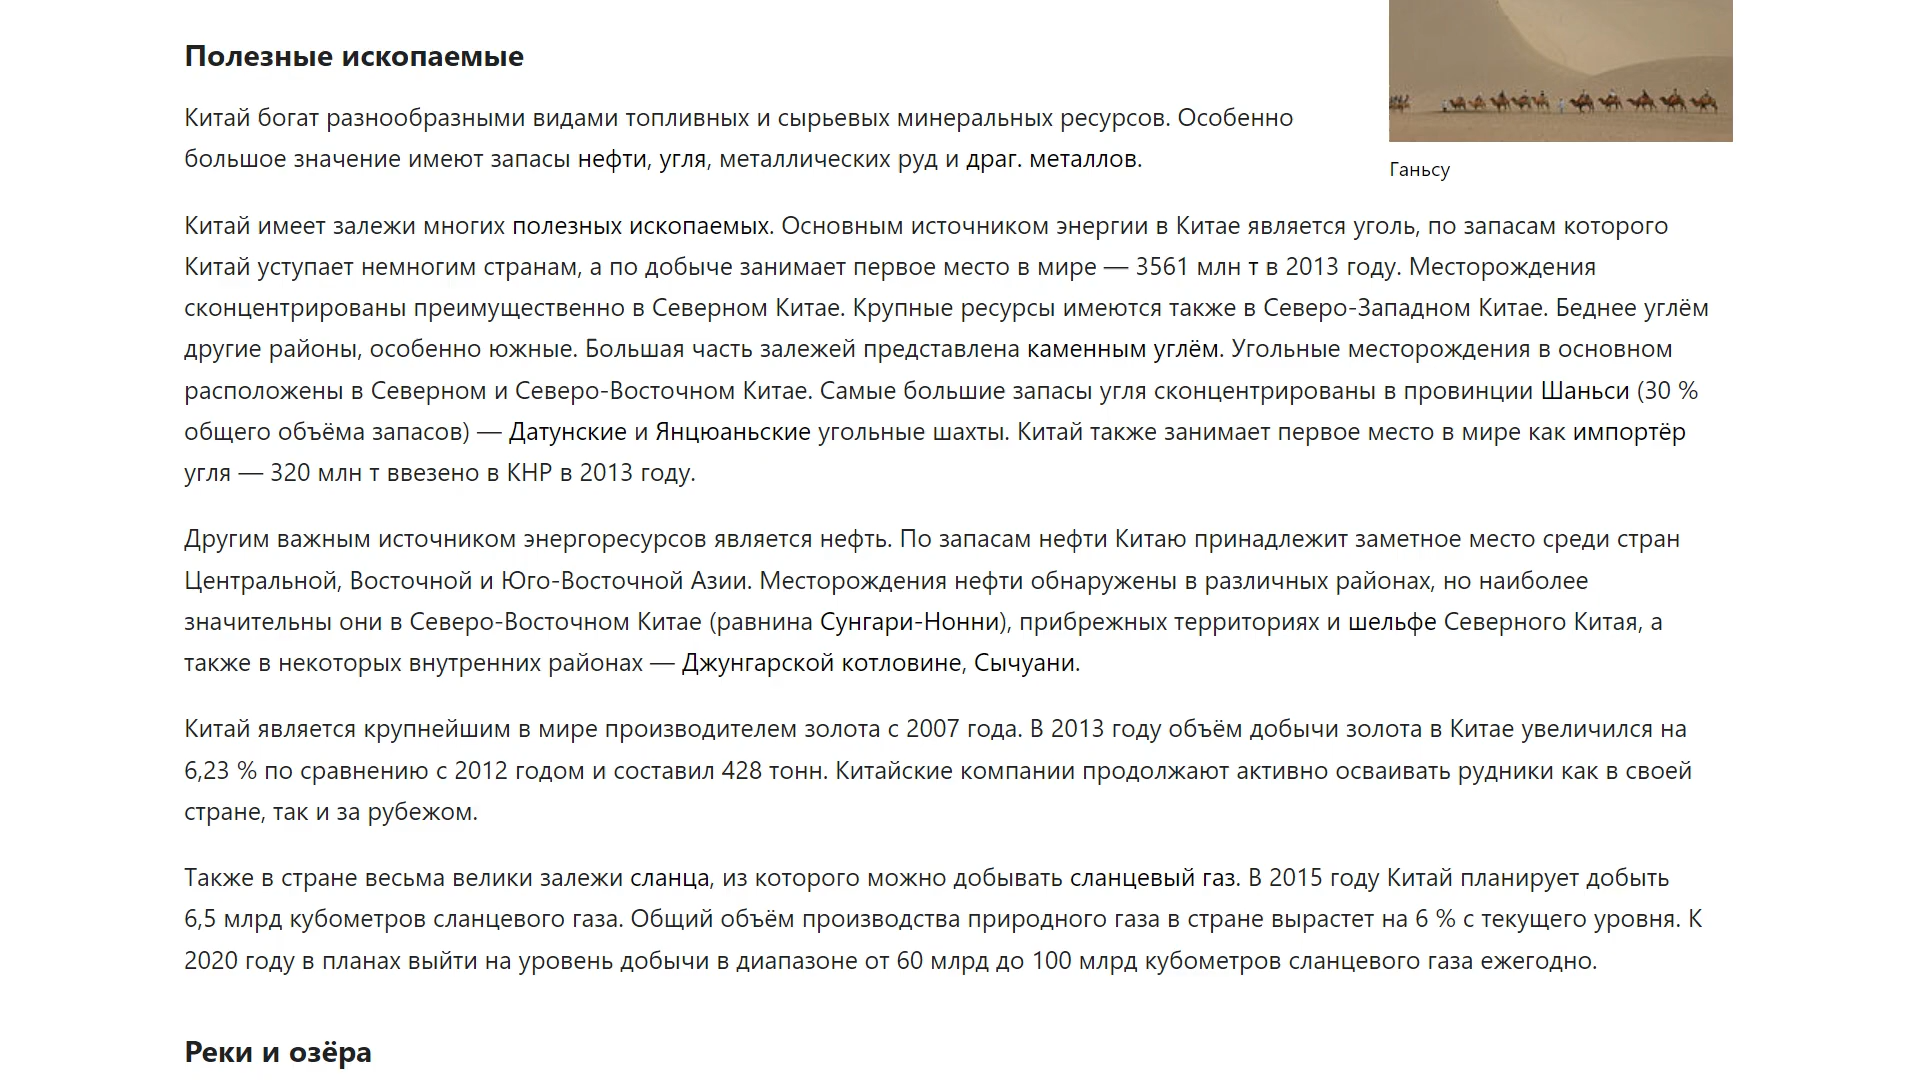 Полезные ископаемые
Китай богат разнообразными видами топливных и сырьевых минеральных ресурсов. Особенно
большое значение имеют запасы нефти, угля, металлических руд и драг. металлов.
Ганьсу
Китай имеет залежи многих полезных ископаемых. Основным источником энергии в Китае является уголь, по запасам которого
Китай уступает немногим странам, а по добыче занимает первое место в мире — 3561 млн т в 2013 году. Месторождения
сконцентрированы преимущественно в Северном Китае. Крупные ресурсы имеются также в Северо-Западном Китае. Беднее углём
другие районы, особенно южные. Большая часть залежей представлена каменным углём. Угольные месторождения в основном
расположены в Северном и Северо-Восточном Китае. Самые большие запасы угля сконцентрированы в провинции Шаньси (30 %
общего объёма запасов) — Датунские и Янцюаньские угольные шахты. Китай также занимает первое место в мире как импортёр
угля — 320 млн т ввезено в КНР в 2013 году.
Другим важным источником энергоресурсов является нефть. По запасам нефти Китаю принадлежит заметное место среди стран
Центральной, Восточной и Юго-Восточной Азии. Месторождения нефти обнаружены в различных районах, но наиболее
значительны они в Северо-Восточном Китае (равнина Сунгари-Нонни), прибрежных территориях и шельфе Северного Китая, а
также в некоторых внутренних районах — Джунгарской котловине, Сычуани.
Китай является крупнейшим в мире производителем золота с 2007 года. В 2013 году объём добычи золота в Китае увеличился на
6,23 % по сравнению с 2012 годом и составил 428 тонн. Китайские компании продолжают активно осваивать рудники как в своей
стране, так и за рубежом.
Также в стране весьма велики залежи сланца, из которого можно добывать сланцевый газ. В 2015 году Китай планирует добыть
6,5 млрд кубометров сланцевого газа. Общий объём производства природного газа в стране вырастет на 6 % с текущего уровня. К
2020 году в планах выйти на уровень добычи в диапазоне от 60 млрд до 100 млрд кубометров сланцевого газа ежегодно.
Реки и озёра